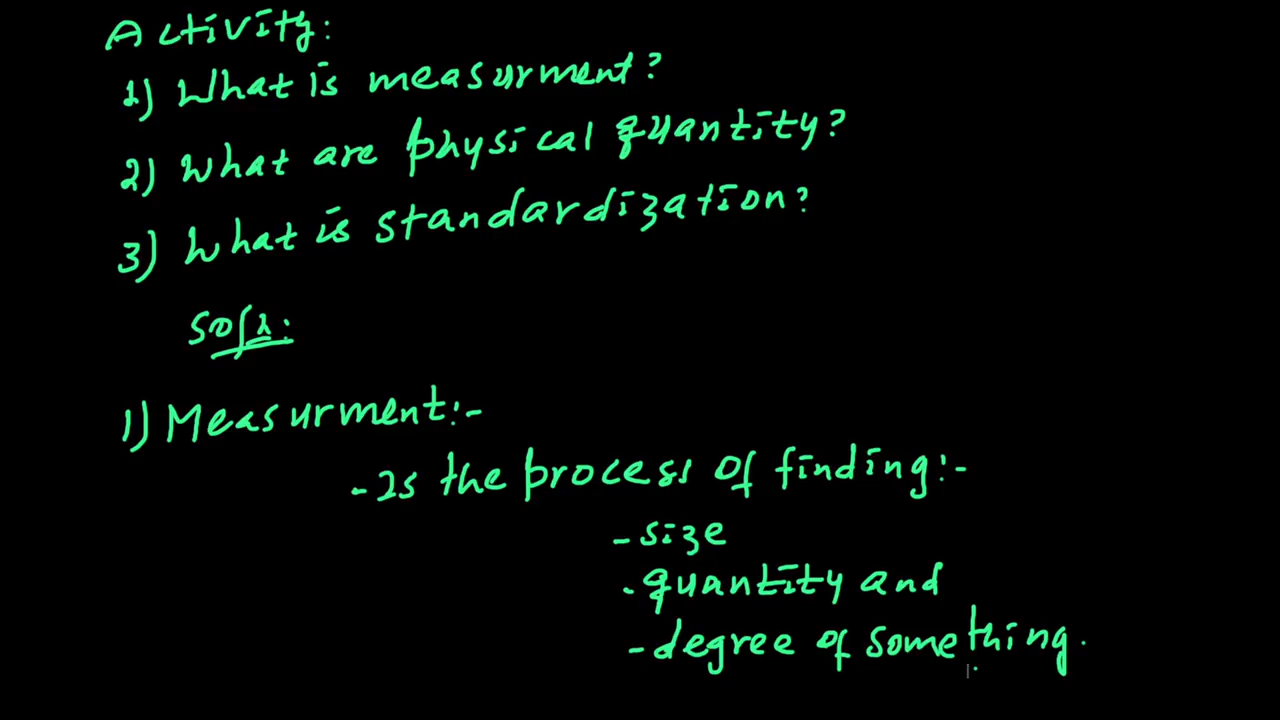 Activity:
1) What is measurment?
2) What are physical quantity?
3) What is standardization?
Soln:
1) Measurment:-
- Is the process of finding:-
- size
- quantity and
- degree of something.